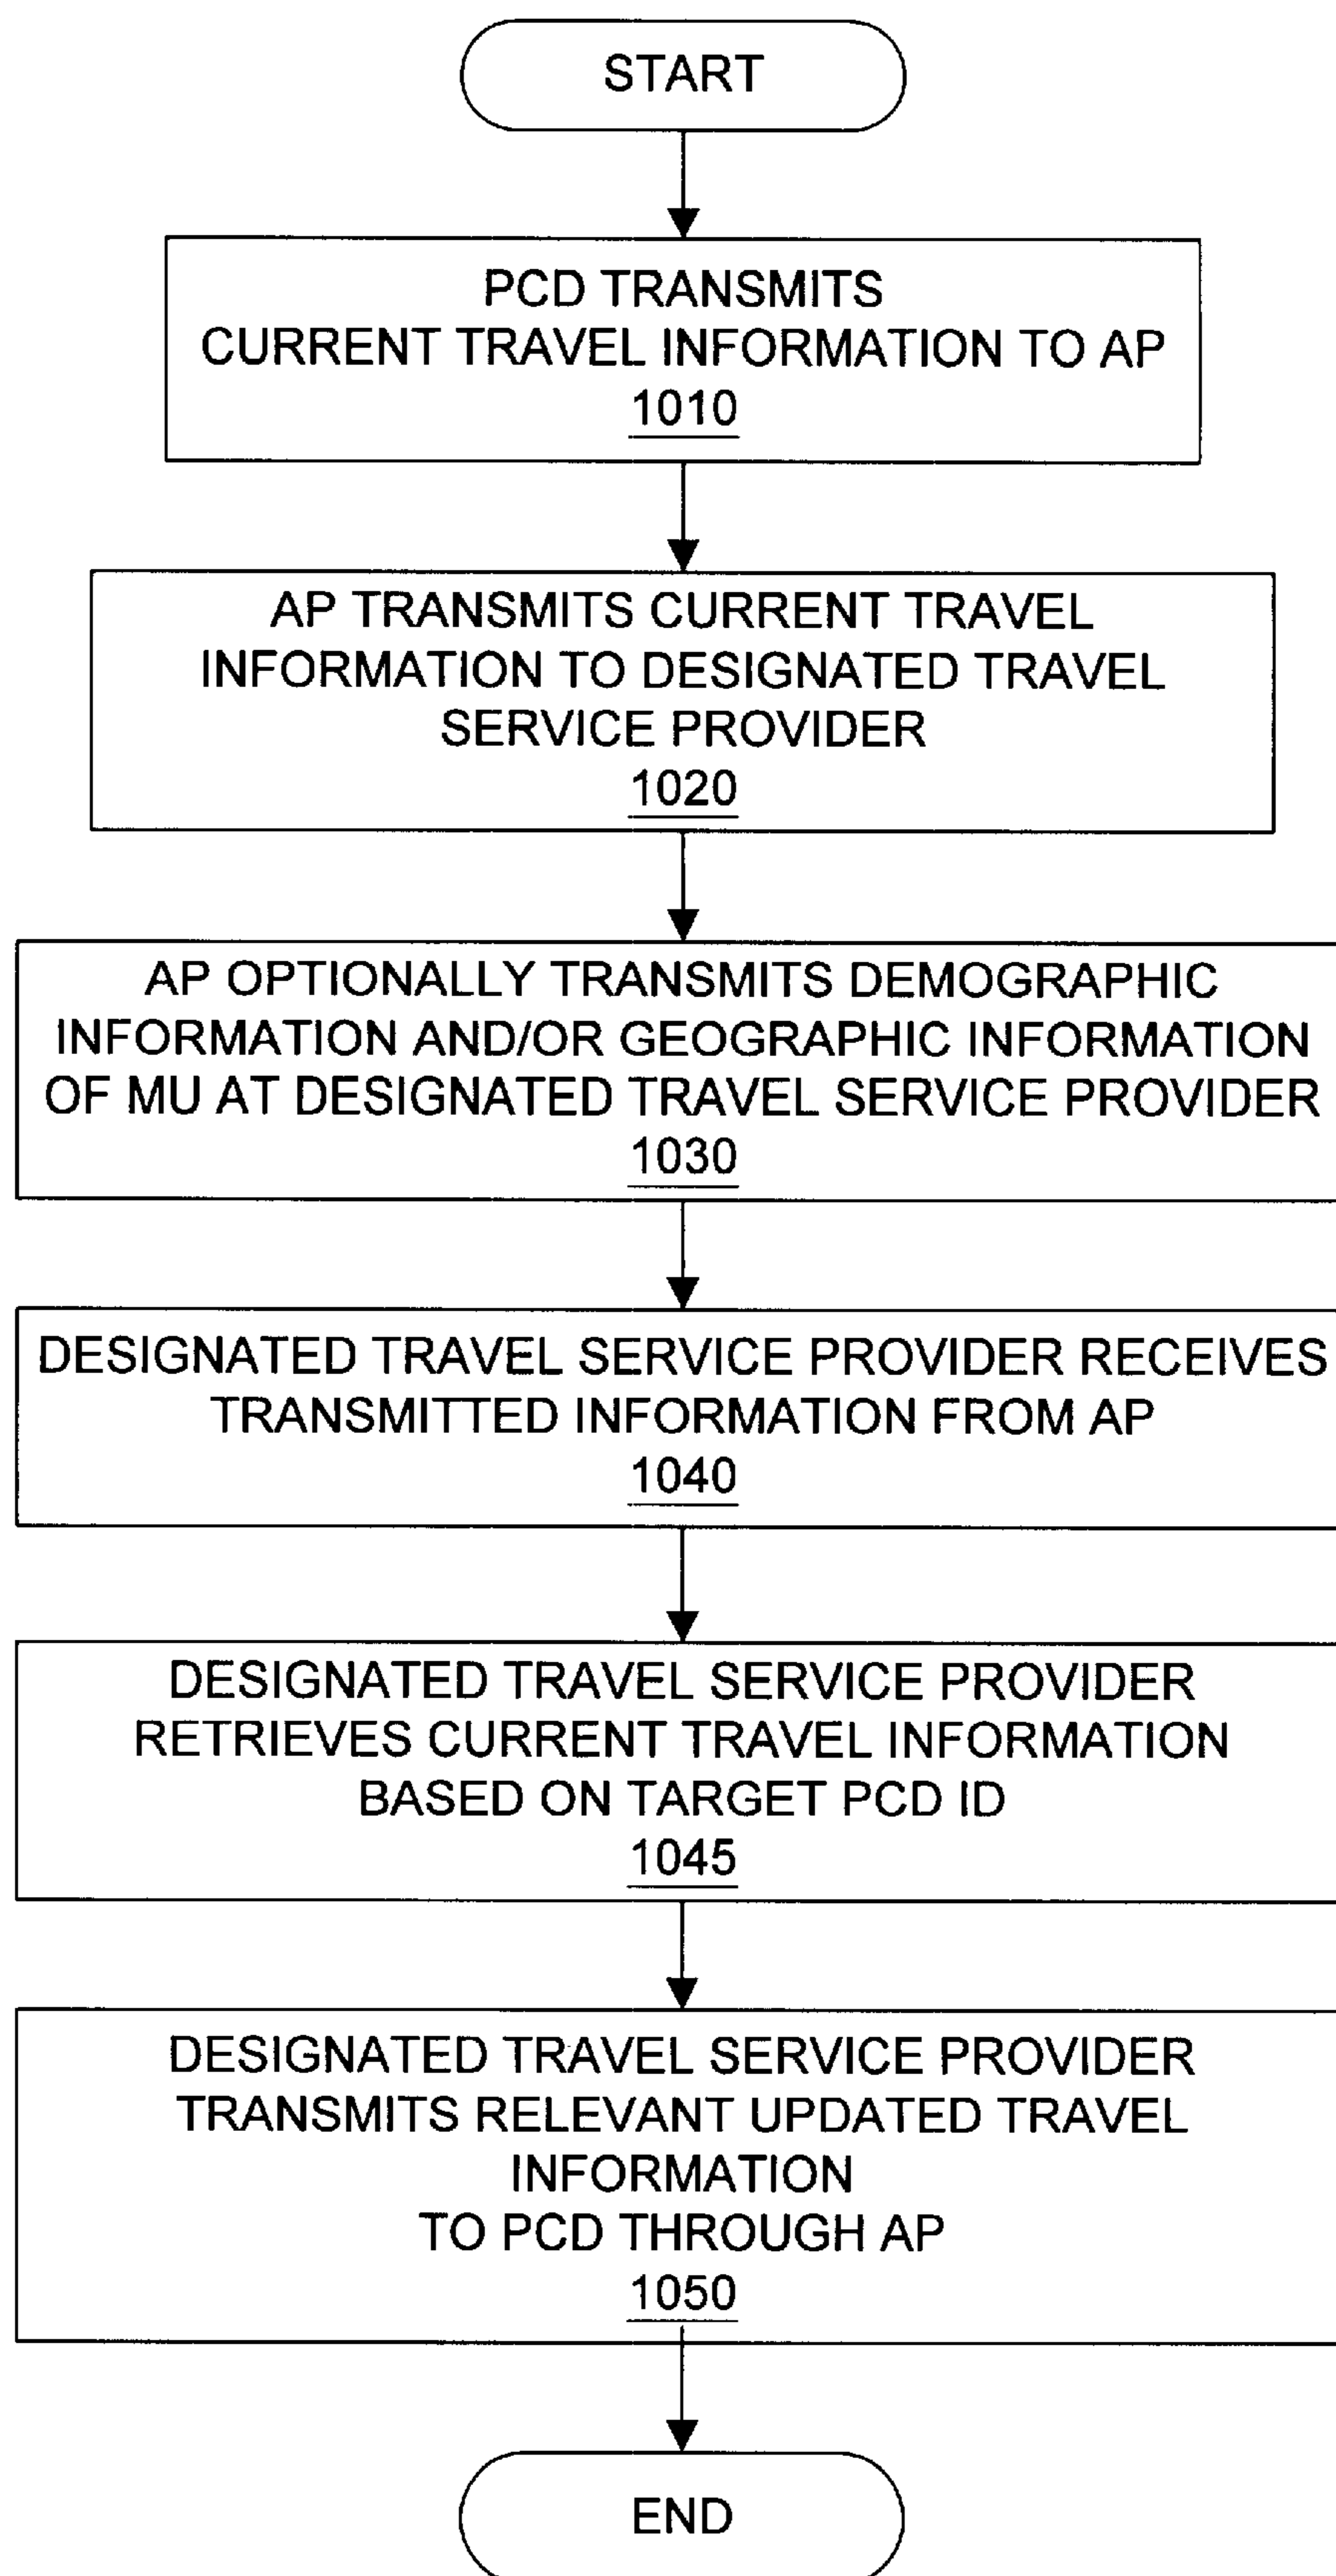 START
PCD TRANSMITS
CURRENT TRAVEL INFORMATION TO AP
1010
AP TRANSMITS CURRENT TRAVEL
INFORMATION TO DESIGNATED TRAVEL
SERVICE PROVIDER
1020
AP OPTIONALLY TRANSMITS DEMOGRAPHIC
INFORMATION AND/OR GEOGRAPHIC INFORMATION
OF MU AT DESIGNATED TRAVEL SERVICE PROVIDER
1030
DESIGNATED TRAVEL SERVICE PROVIDER RECEIVES
TRANSMITTED INFORMATION FROM AP
1040
DESIGNATED TRAVEL SERVICE PROVIDER
RETRIEVES CURRENT TRAVEL INFORMATION
BASED ON TARGET PCD ID
1045
DESIGNATED TRAVEL SERVICE PROVIDER
TRANSMITS RELEVANT UPDATED TRAVEL
INFORMATION
TO PCD THROUGH AP
1050
END